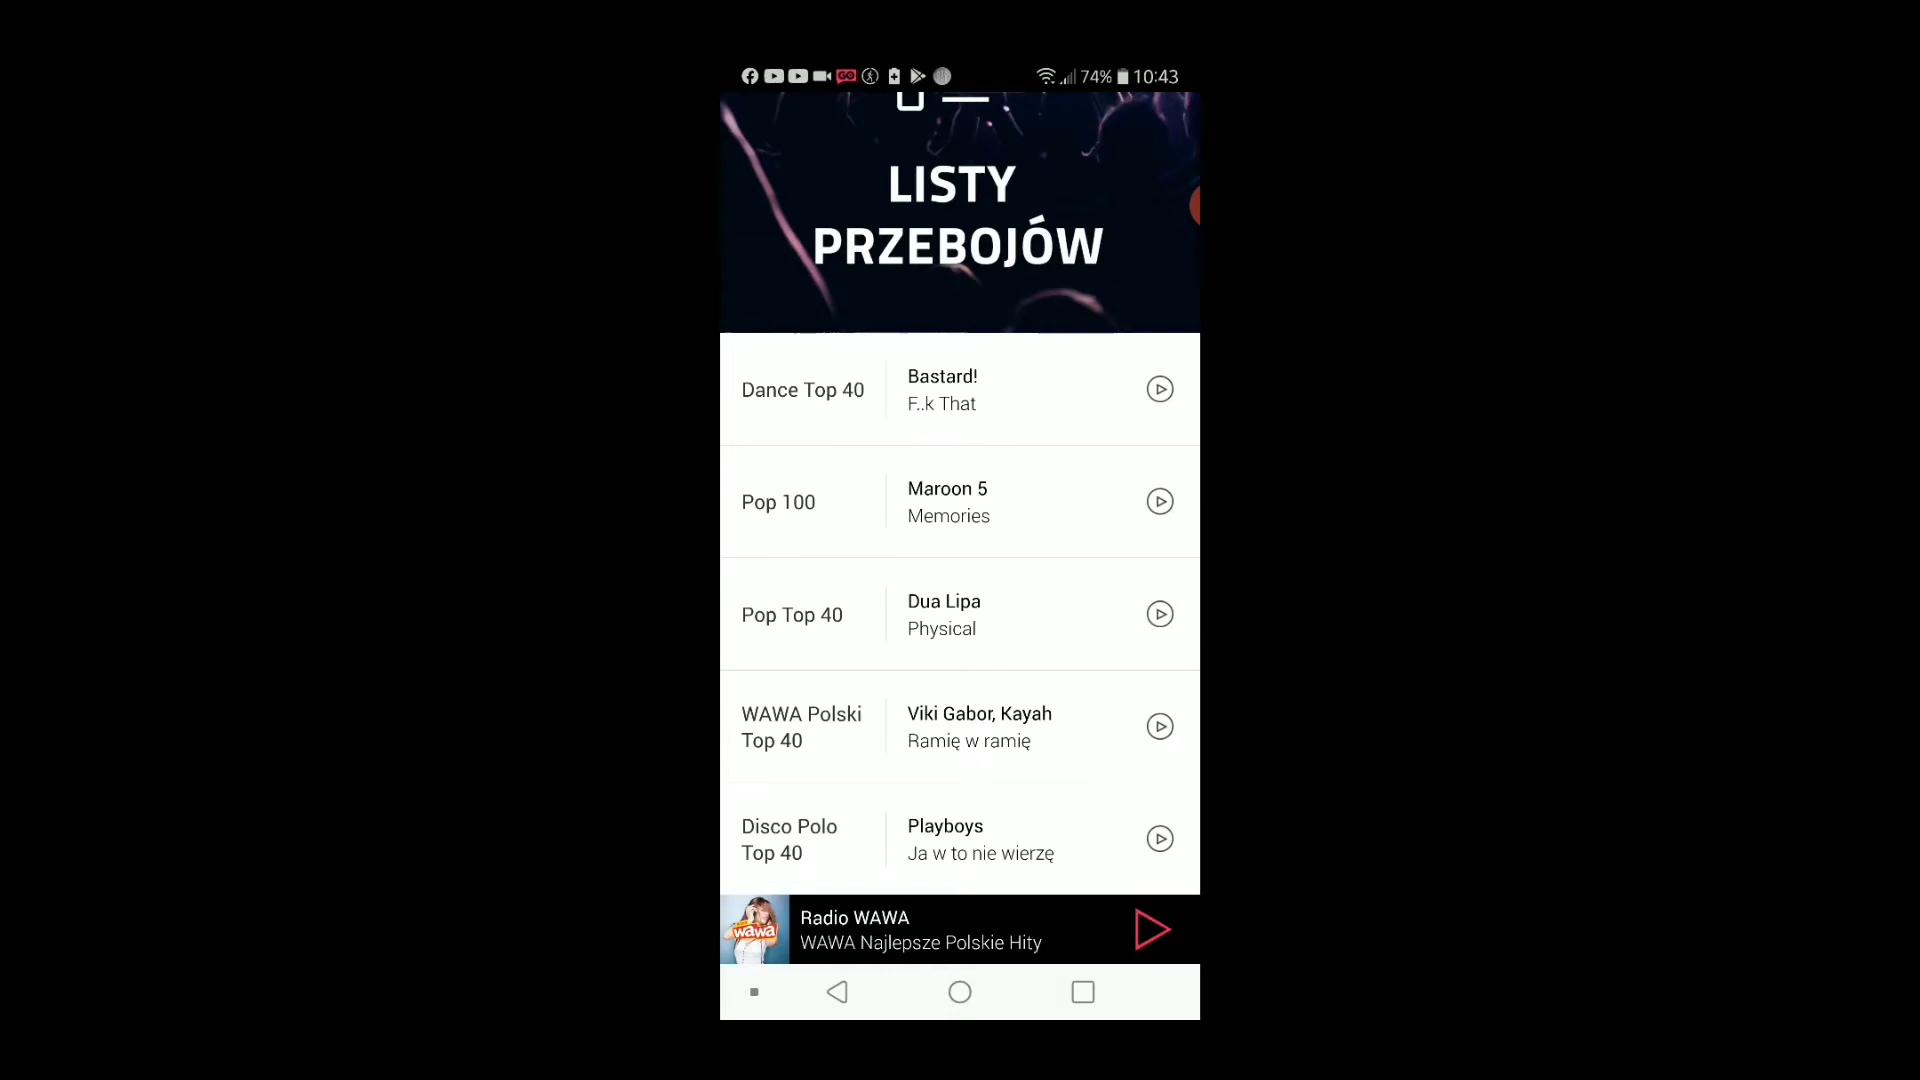 GO
74%
10:43
LISTY
PRZEBOJÓW
Dance Top 40
Bastard!
F..k That
Pop 100
Maroon 5
Memories
Pop Top 40
Dua Lipa
Physical
WAWA Polski
Top 40
Viki Gabor, Kayah
Ramię w ramię
Disco Polo
Top 40
Playboys
Ja w to nie wierzę
wawa
Radio WAWA
WAWA Najlepsze Polskie Hity